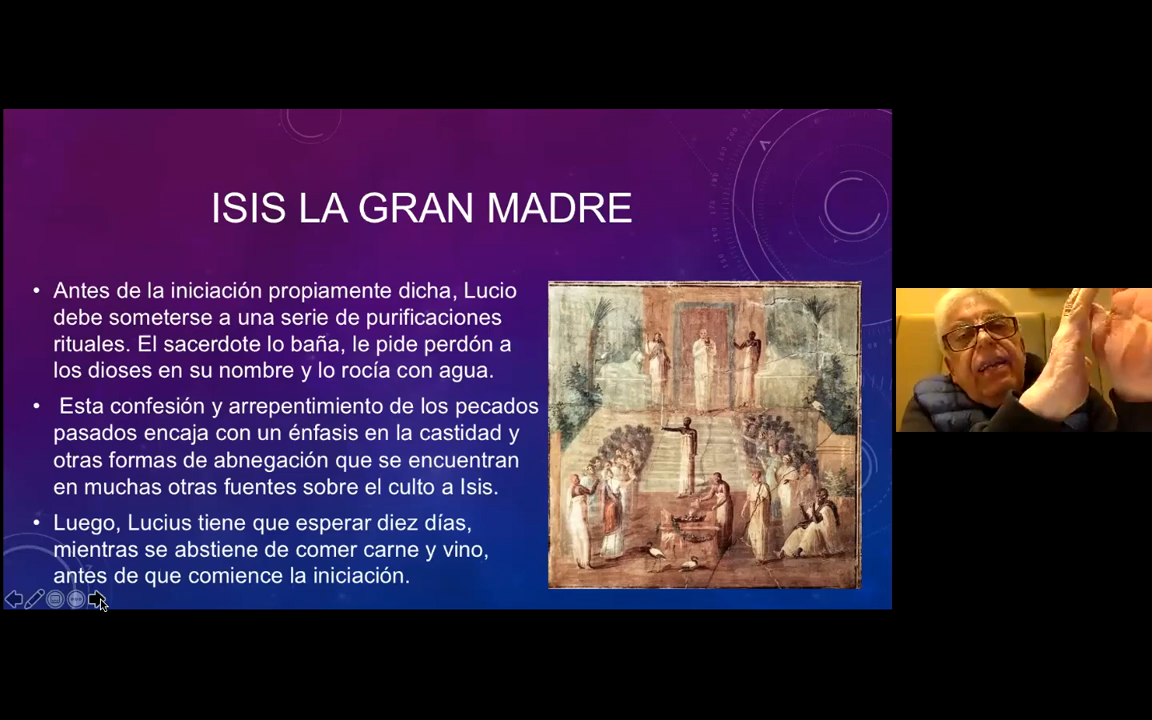 ISIS LA GRAN MADRE
• Antes de la iniciación propiamente dicha, Lucio
debe someterse a una serie de purificaciones
rituales. El sacerdote lo baña, le pide perdón a
los dioses en su nombre y lo rocía con agua.
• Esta confesión y arrepentimiento de los pecados
pasados encaja con un énfasis en la castidad y
otras formas de abnegación que se encuentran
en muchas otras fuentes sobre el culto a Isis.
• Luego, Lucius tiene que esperar diez días,
mientras se abstiene de comer carne y vino,
antes de que comience la iniciación.